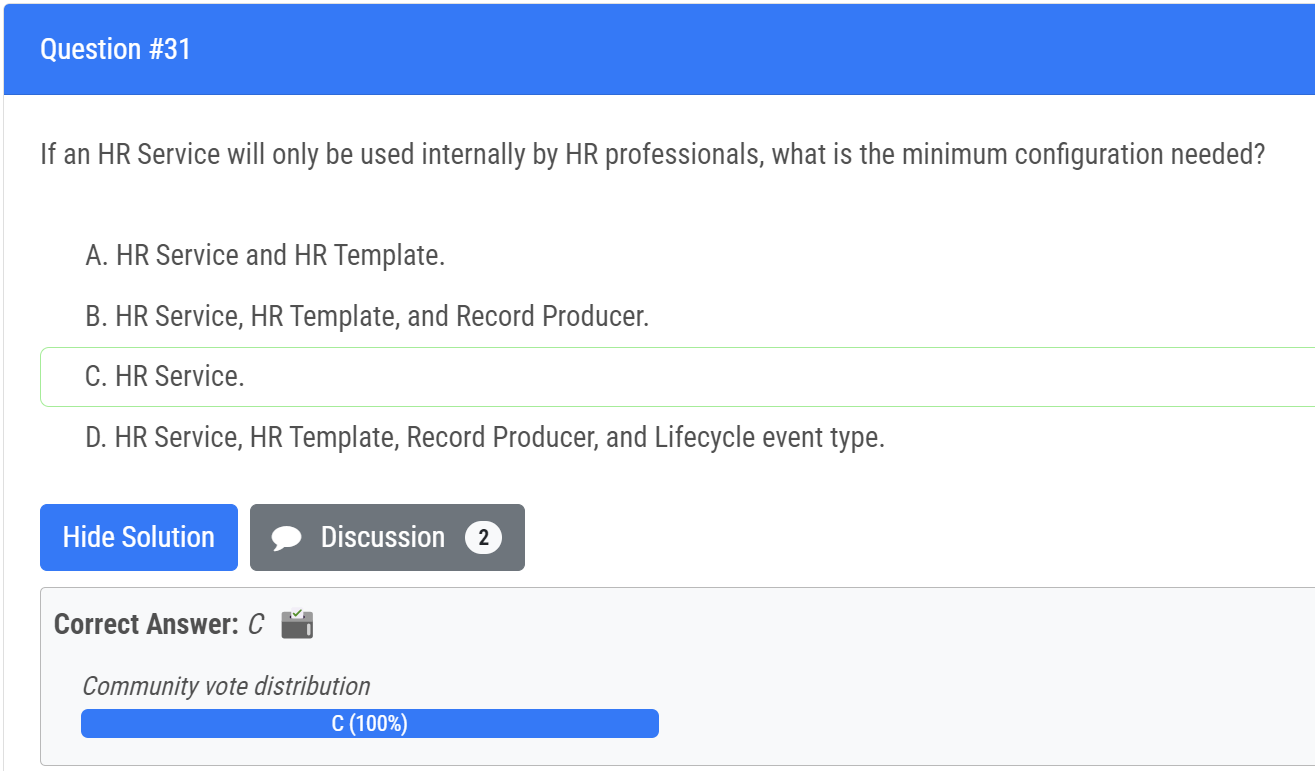 Question #31
If an HR Service will only be used internally by HR professionals, what is the minimum configuration needed?
A. HR Service and HR Template.
B. HR Service, HR Template, and Record Producer.
C. HR Service.
D. HR Service, HR Template, Record Producer, and Lifecycle event type.
Hide Solution Discussion 2
Correct Answer: C
Community vote distribution
C (100%)